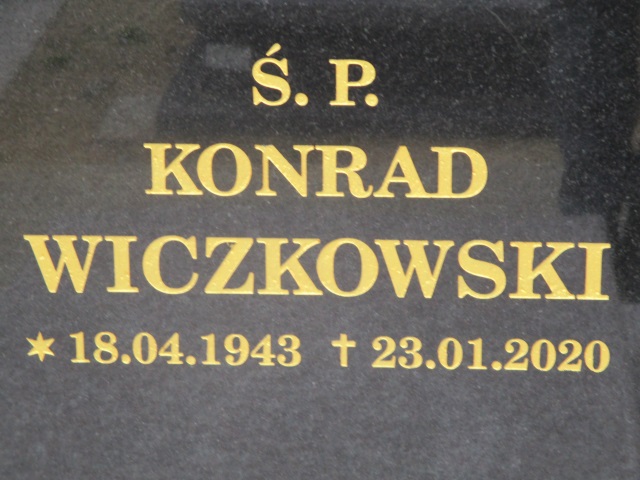 Ś. P.
KONRAD
WICZKOWSKI
✶ 18.04.1943 † 23.01.2020